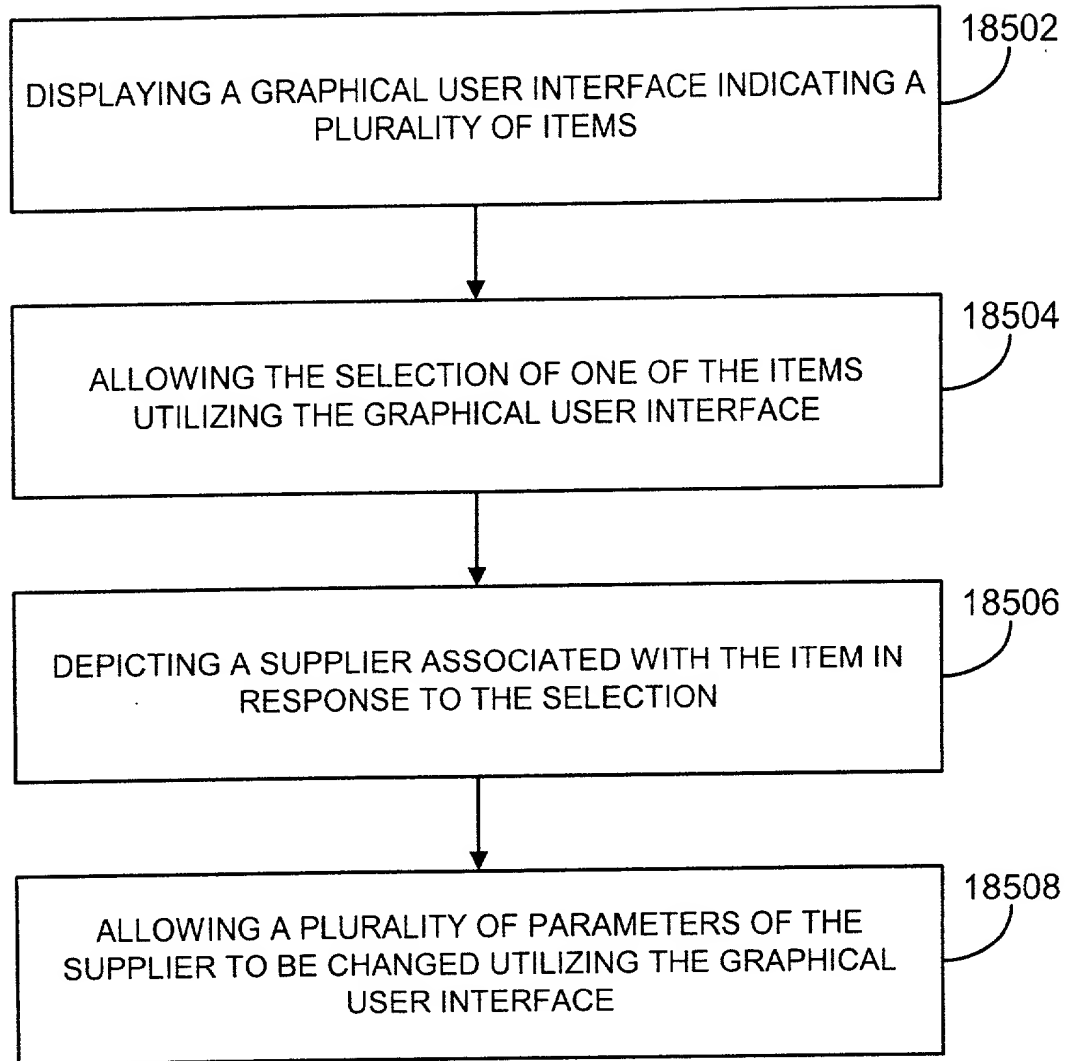 18502
DISPLAYING A GRAPHICAL USER INTERFACE INDICATING A
PLURALITY OF ITEMS
18504
ALLOWING THE SELECTION OF ONE OF THE ITEMS
UTILIZING THE GRAPHICAL USER INTERFACE
18506
DEPICTING A SUPPLIER ASSOCIATED WITH THE ITEM IN
RESPONSE TO THE SELECTION
18508
ALLOWING A PLURALITY OF PARAMETERS OF THE
SUPPLIER TO BE CHANGED UTILIZING THE GRAPHICAL
USER INTERFACE